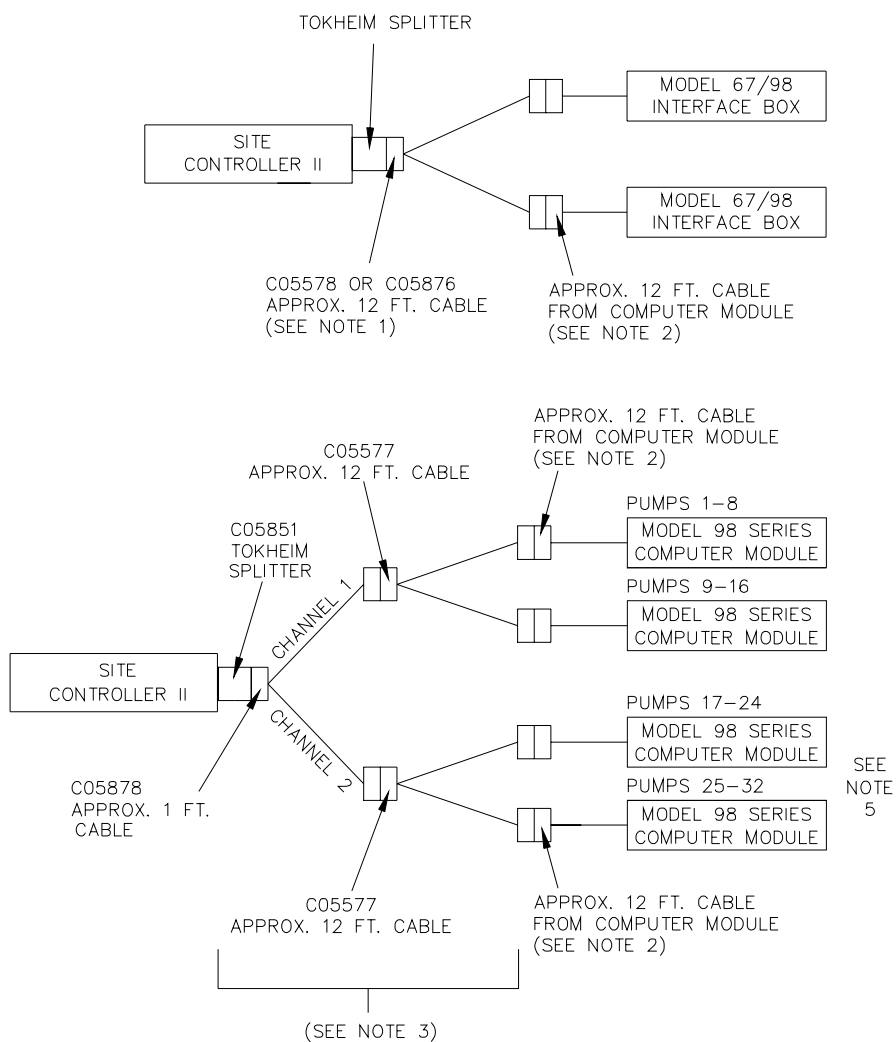 TOKHEIM SPLITTER
MODEL 67/98
INTERFACE BOX
SITE
CONTROLLER II
MODEL 67/98
INTERFACE BOX
C05578 OR C05876
APPROX. 12 FT. CABLE
(SEE NOTE 1)
APPROX. 12 FT. CABLE
FROM COMPUTER MODULE
(SEE NOTE 2)
APPROX. 12 FT. CABLE
FROM COMPUTER MODULE
(SEE NOTE 2)
C05577
APPROX. 12 FT. CABLE
PUMPS 1-8
MODEL 98 SERIES
COMPUTER MODULE
C05851
TOKHEIM
SPLITTER
PUMPS 9-16
MODEL 98 SERIES
COMPUTER MODULE
CHANNEL 1
SITE
CONTROLLER II
CHANNEL 2
PUMPS 17-24
MODEL 98 SERIES
COMPUTER MODULE
PUMPS 25-32
MODEL 98 SERIES
COMPUTER MODULE
SEE
NOTE
5
C05878
APPROX. 1 FT.
CABLE
C05577
APPROX. 12 FT. CABLE
APPROX. 12 FT. CABLE
FROM COMPUTER MODULE
(SEE NOTE 2)
(SEE NOTE 3)